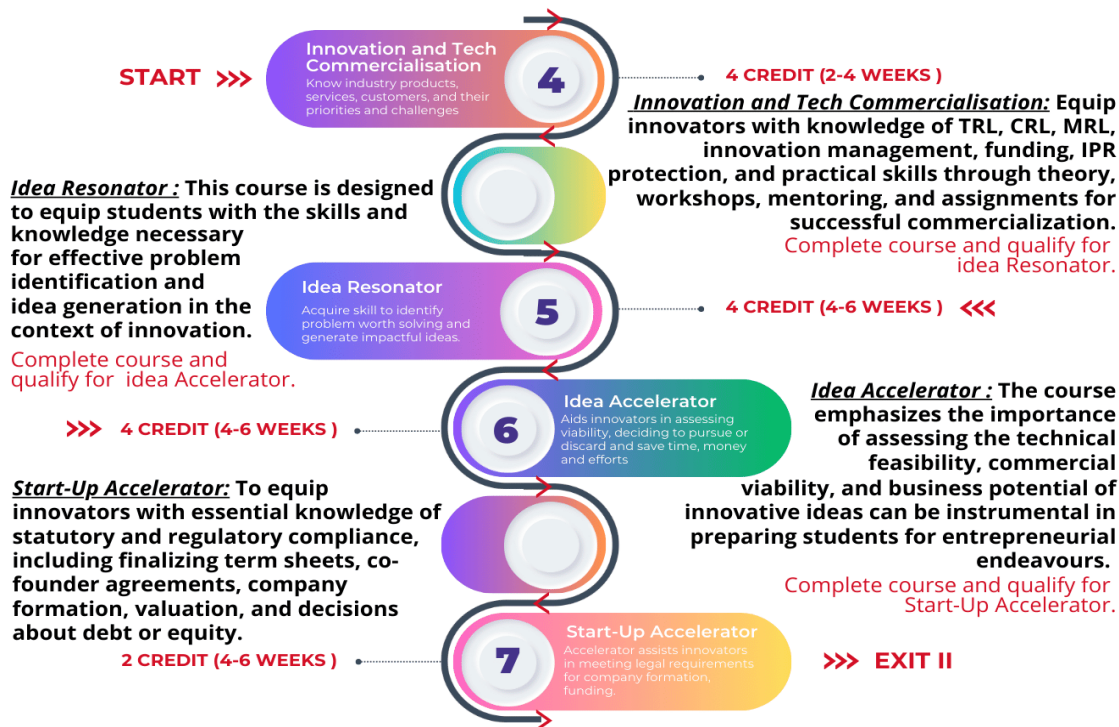 START >>>
Innovation and Tech
Commercialisation
Know industry products,
services, customers, and their
priorities and challenges
4
4 CREDIT (2-4 WEEKS )
Innovation and Tech Commercialisation: Equip
innovators with knowledge of TRL, CRL, MRL,
innovation management, funding, IPR
protection, and practical skills through theory,
workshops, mentoring, and assignments for
successful commercialization.
Complete course and qualify for
idea Resonator.
Idea Resonator : This course is designed
to equip students with the skills and
knowledge necessary
for effective problem
identification and
idea generation in the
context of innovation.
Complete course and
qualify for idea Accelerator.
Idea Resonator
Acquire skill to identify
problem worth solving and
generate impactful ideas.
5
4 CREDIT (4-6 WEEKS ) <<<
>>> 4 CREDIT (4-6 WEEKS )
6
Idea Accelerator
Aids innovators in assessing
viability, deciding to pursue or
discard and save time, money
and efforts
Idea Accelerator : The course
emphasizes the importance
of assessing the technical
feasibility, commercial
viability, and business potential of
innovative ideas can be instrumental in
preparing students for entrepreneurial
endeavours.
Complete course and qualify for
Start-Up Accelerator.
Start-Up Accelerator: To equip
innovators with essential knowledge of
statutory and regulatory compliance,
including finalizing term sheets, co-
founder agreements, company
formation, valuation, and decisions
about debt or equity.
2 CREDIT (4-6 WEEKS )
7
Start-Up Accelerator
Accelerator assists innovators
in meeting legal requirements
for company formation,
funding.
>>> EXIT II